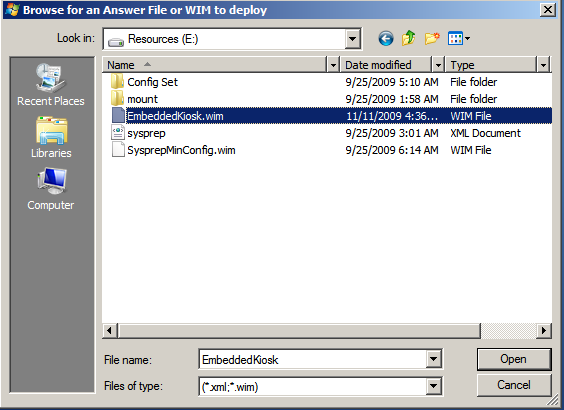 Browse for an Answer File or WIM to deploy
Look in: Resources (E:)
Name Date modified Type
Config Set 9/25/2009 5:10 AM File folder
mount 9/25/2009 1:58 AM File folder
EmbeddedKiosk.wim 11/11/2009 4:36... WIM File
sysprep 9/25/2009 3:01 AM XML Document
SysprepMinConfig.wim 9/25/2009 6:14 AM WIM File
Recent Places
Libraries
Computer
File name: EmbeddedKiosk Open
Files of type: (*.xml;*.wim) Cancel